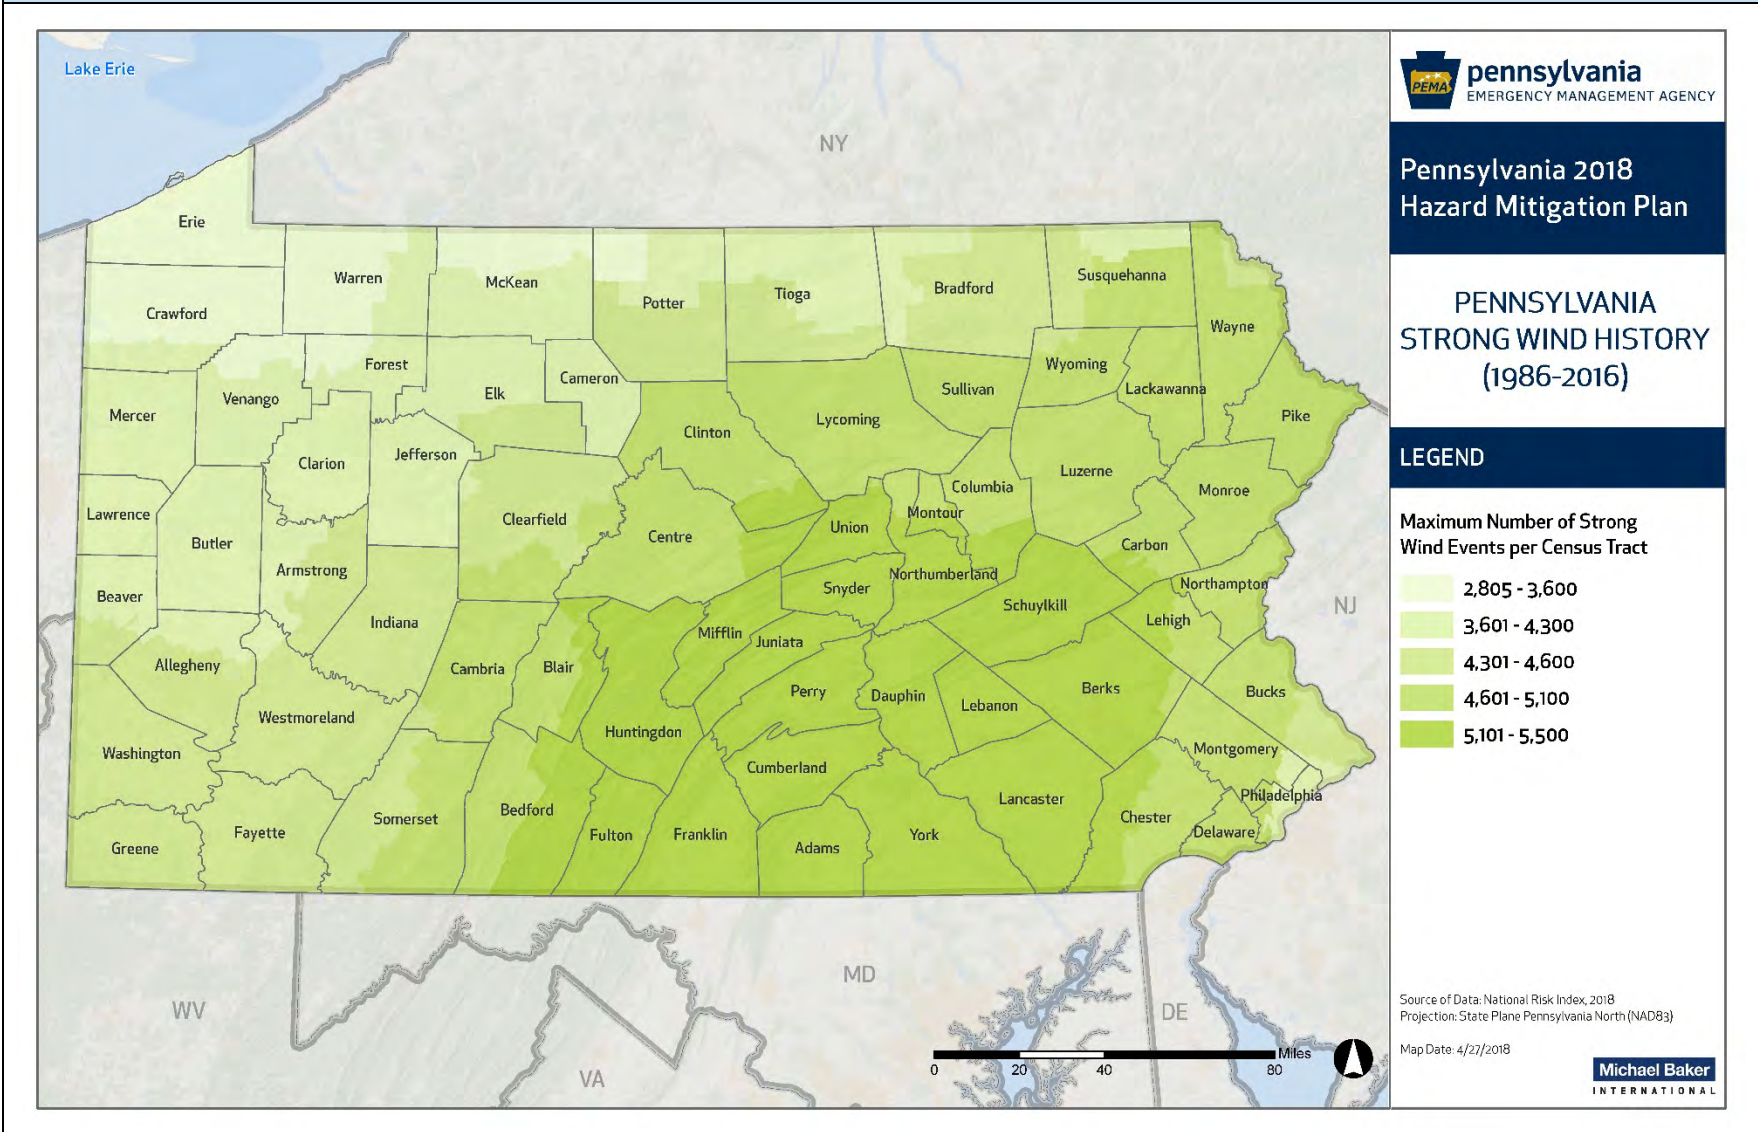 Lake Erie
NY
Erie
Warren
McKean
Potter
Tioga
Bradford
Susquehanna
Wayne
Crawford
Forest
Cameron
Elk
Venango
Mercer
Clarion
Jefferson
Clinton
Lycoming
Sullivan
Wyoming
Lackawanna
Pike
Luzerne
Columbia
Montour
Monroe
Lawrence
Butler
Armstrong
Clearfield
Centre
Union
Carbon
Northampton
Beaver
Indiana
Snyder
Northumberland
Schuylkill
Lehigh
NJ
Mifflin
Juniata
Allegheny
Cambria
Blair
Perry
Dauphin
Lebanon
Berks
Bucks
Westmoreland
Huntingdon
Washington
Cumberland
Montgomery
Lancaster
Philadelphia
Greene
Fayette
Somerset
Bedford
Fulton
Franklin
Adams
York
Chester
Delaware
WV
MD
DE
VA
0
20
40
80
Miles
PEMA
pennsylvania
EMERGENCY MANAGEMENT AGENCY
Pennsylvania 2018
Hazard Mitigation Plan
PENNSYLVANIA
STRONG WIND HISTORY
(1986-2016)
LEGEND
Maximum Number of Strong
Wind Events per Census Tract
2,805 - 3,600
3,601 - 4,300
4,301 - 4,600
4,601 - 5,100
5,101 - 5,500
Source of Data: National Risk Index, 2018
Projection: State Plane Pennsylvania North (NAD83)
Map Date: 4/27/2018
Michael Baker
INTERNATIONAL